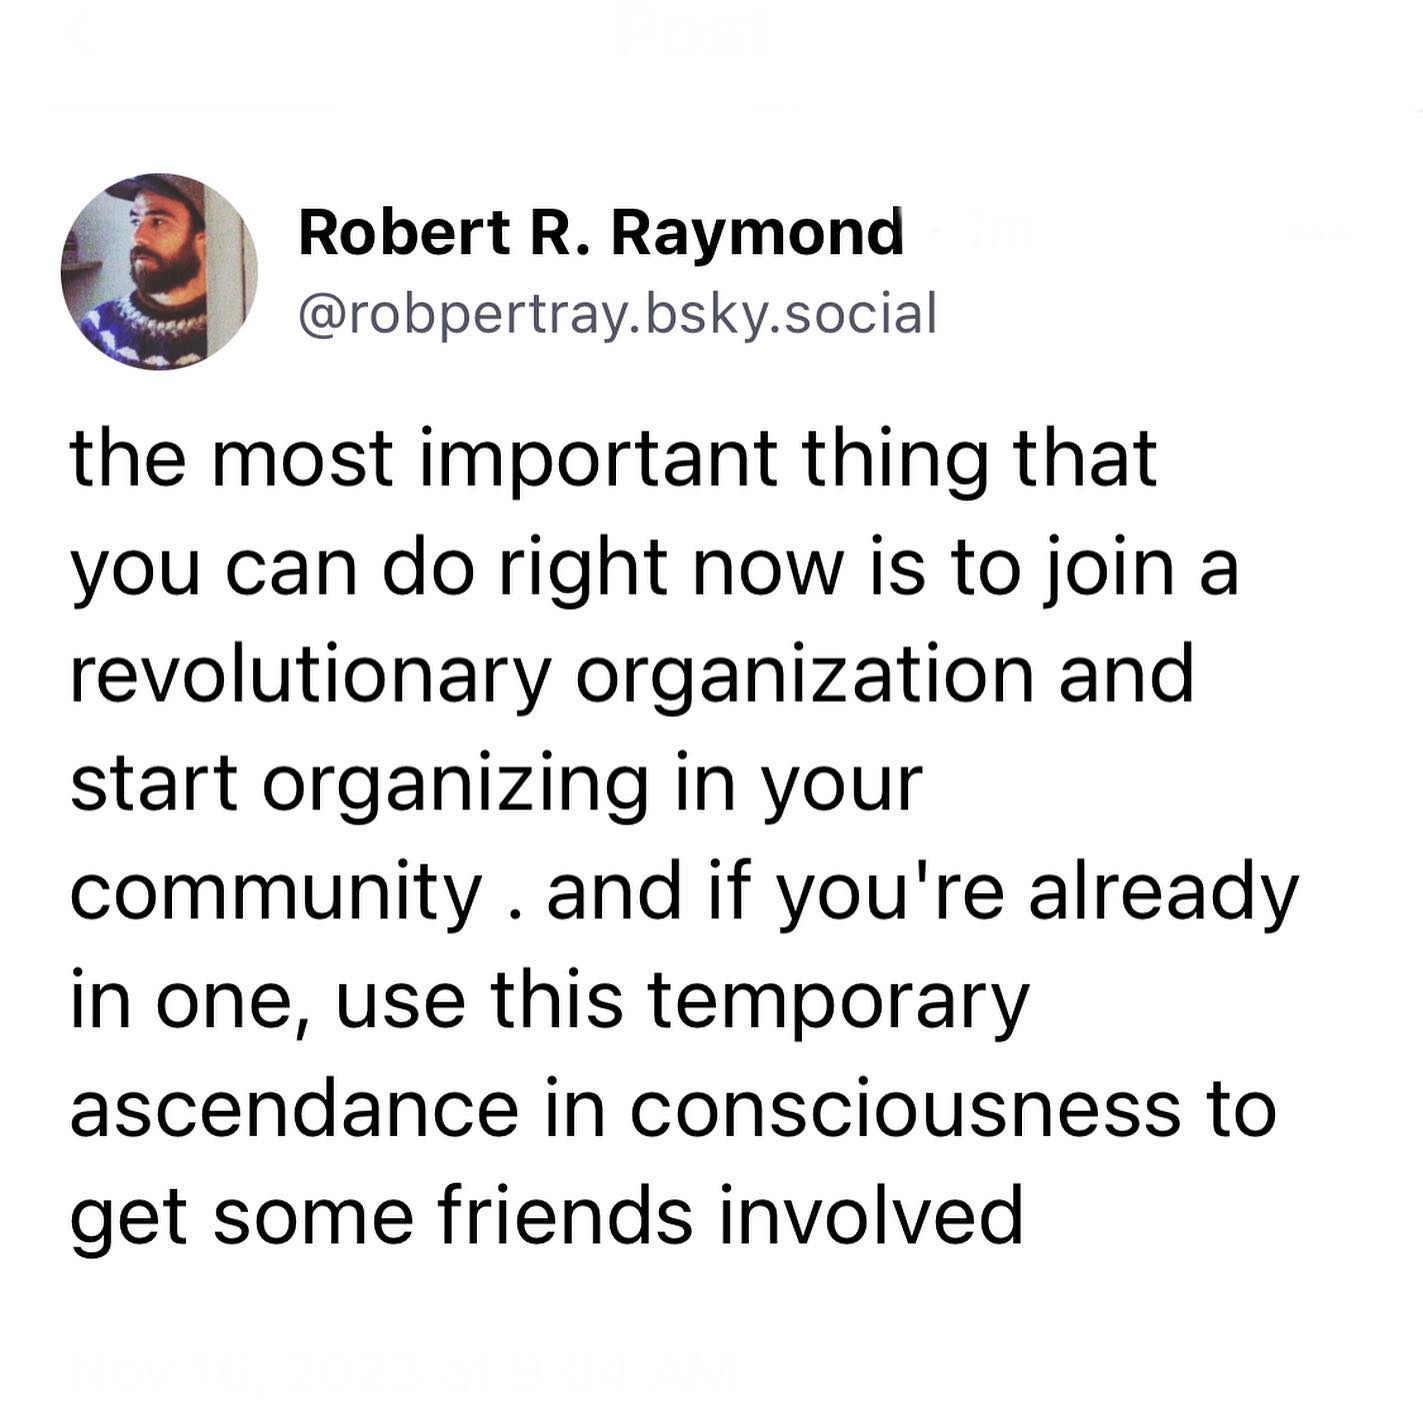 Robert R. Raymond
@robpertray.bsky.social
the most important thing that
you can do right now is to join a
revolutionary organization and
start organizing in your
community . and if you're already
in one, use this temporary
ascendance in consciousness to
get some friends involved